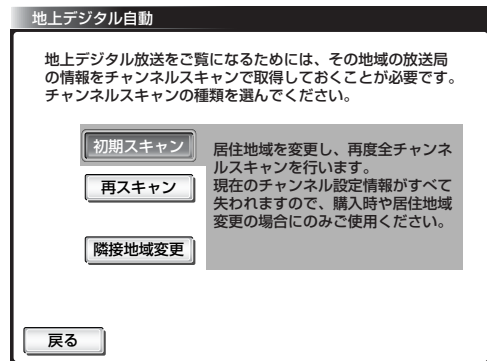 地上デジタル自動
地上デジタル放送をご覧になるためには、その地域の放送局
の情報をチャンネルスキャンで取得しておくことが必要です。
チャンネルスキャンの種類を選んでください。
初期スキャン
再スキャン
隣接地域変更
居住地域を変更し、再度全チャンネ
ルスキャンを行います。
現在のチャンネル設定情報がすべて
失われますので、購入時や居住地域
変更の場合にのみご使用ください。
戻る